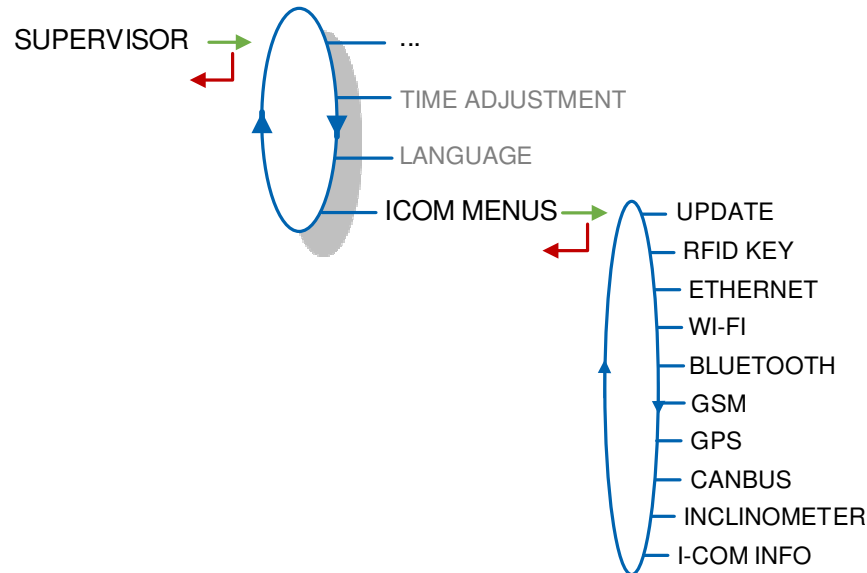 SUPERVISOR
...
TIME ADJUSTMENT
LANGUAGE
ICOM MENUS
UPDATE
RFID KEY
ETHERNET
WI-FI
BLUETOOTH
GSM
GPS
CANBUS
INCLINOMETER
I-COM INFO